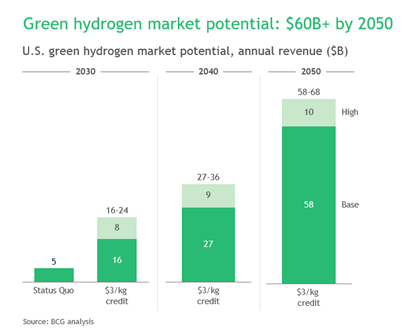 Green hydrogen market potential: $60B+ by 2050
U.S. green hydrogen market potential, annual revenue ($B)
2030
2040
2050
58-68
10
High
27-36
9
16-24
8
58
Base
5
16
27
Status Quo
$3/kg
credit
$3/kg
credit
$3/kg
credit
Source: BCG analysis